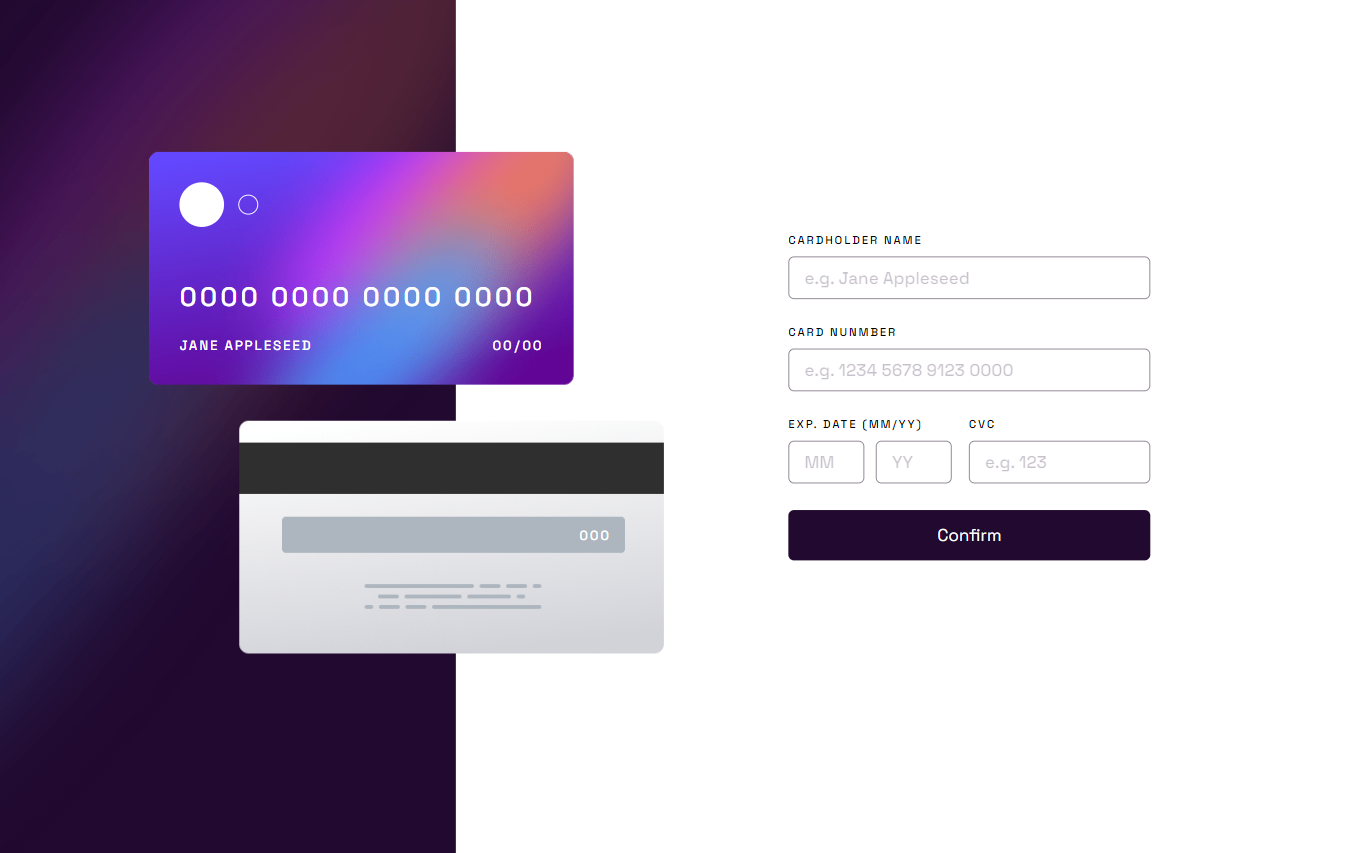 0000 0000 0000 0000
JANE APPLESEED 00/00
000
CARDHOLDER NAME
e.g. Jane Appleseed
CARD NUNMBER
e.g. 1234 5678 9123 0000
EXP. DATE (MM/YY) CVC
MM YY e.g. 123
Confirm